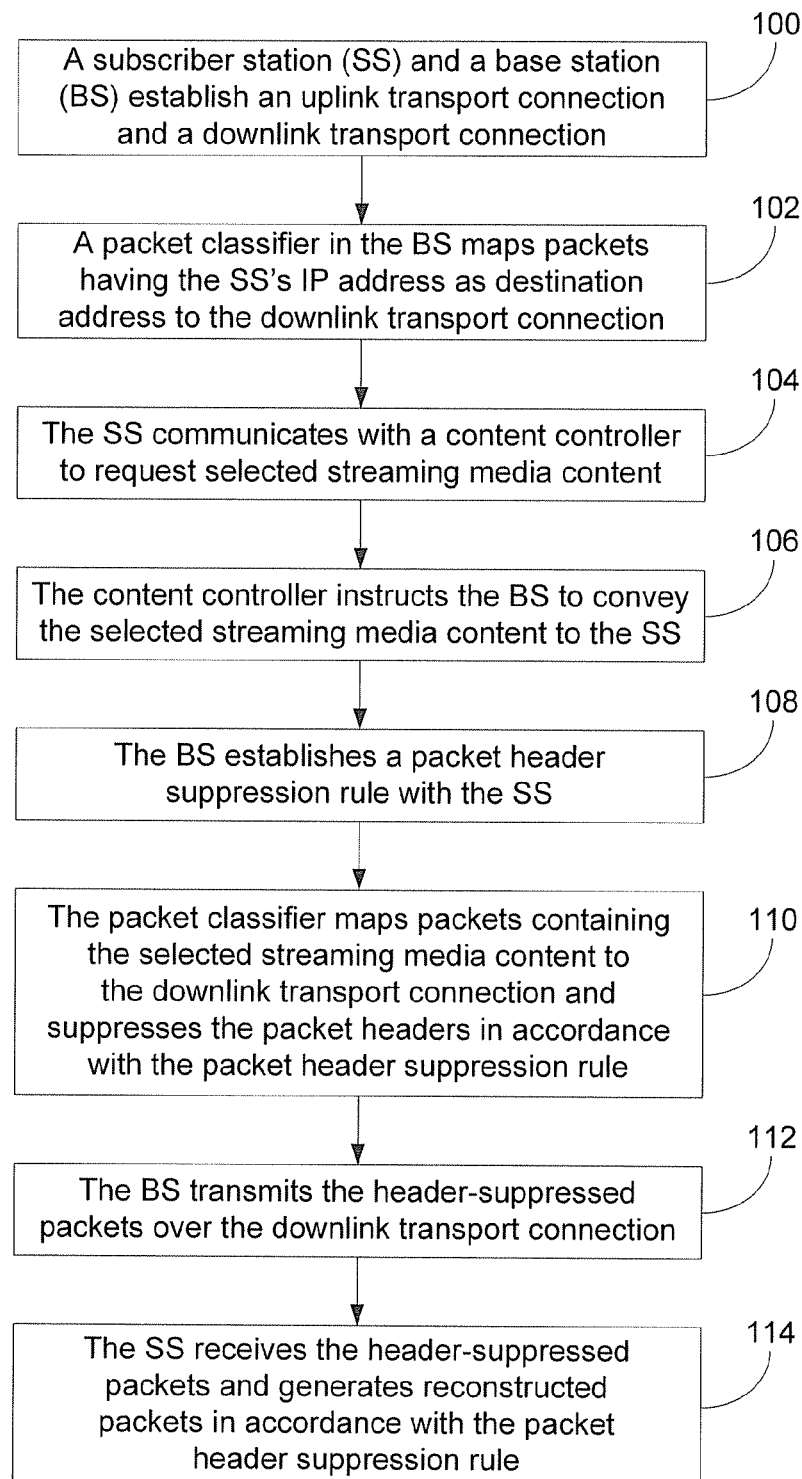 100
A subscriber station (SS) and a base station
(BS) establish an uplink transport connection
and a downlink transport connection
102
A packet classifier in the BS maps packets
having the SS's IP address as destination
address to the downlink transport connection
104
The SS communicates with a content controller
to request selected streaming media content
106
The content controller instructs the BS to convey
the selected streaming media content to the SS
108
The BS establishes a packet header
suppression rule with the SS
110
The packet classifier maps packets containing
the selected streaming media content to
the downlink transport connection and
suppresses the packet headers in accordance
with the packet header suppression rule
112
The BS transmits the header-suppressed
packets over the downlink transport connection
114
The SS receives the header-suppressed
packets and generates reconstructed
packets in accordance with the packet
header suppression rule